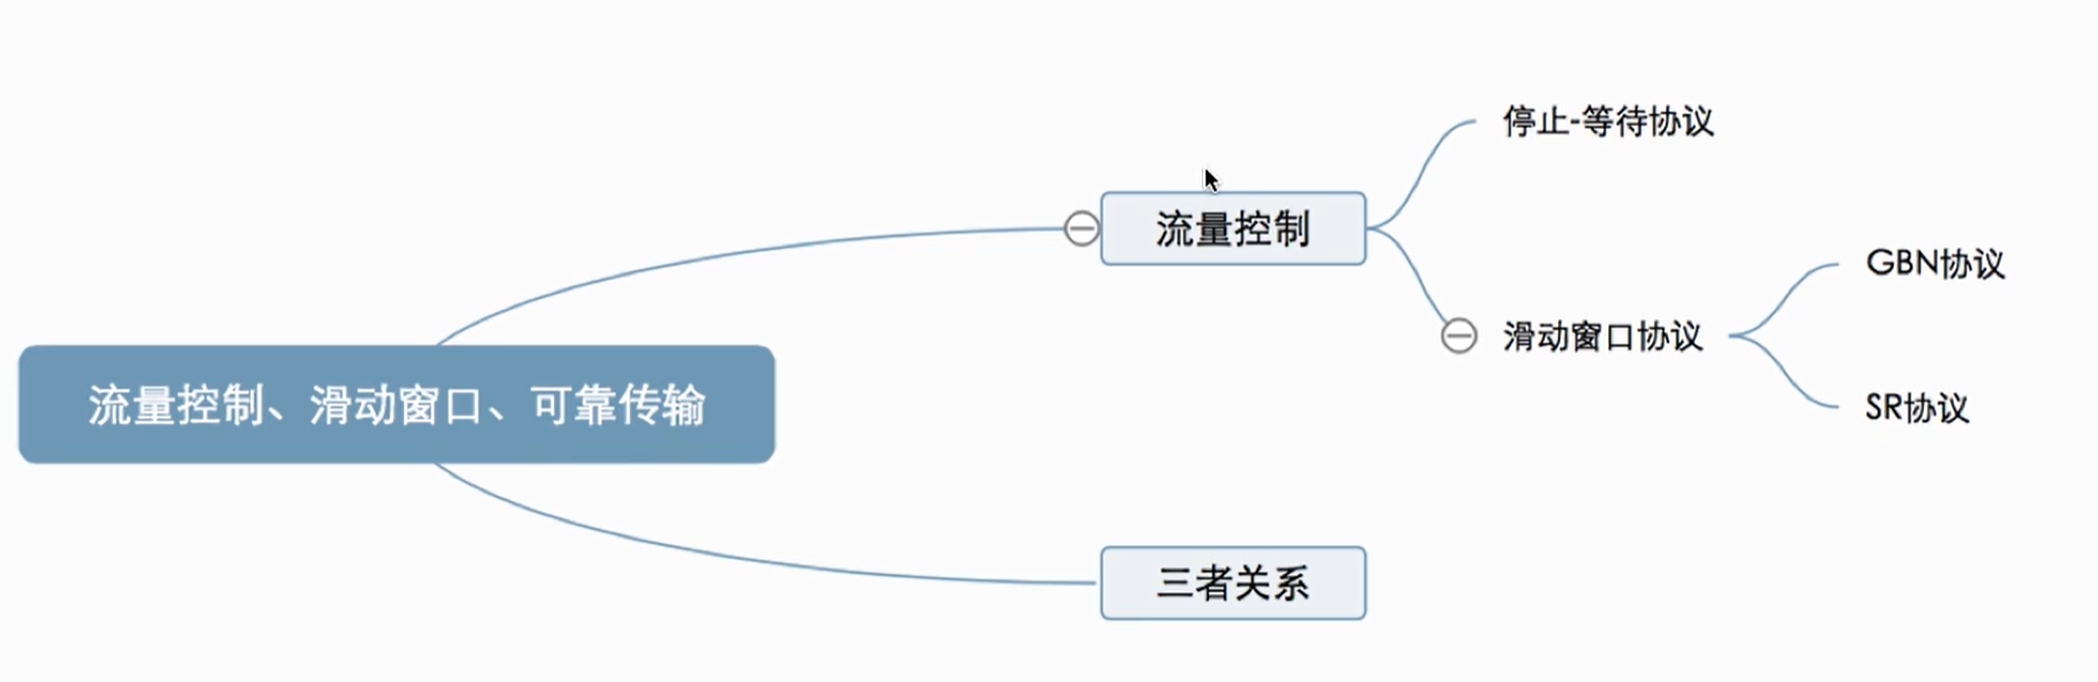 流量控制、滑动窗口、可靠传输
流量控制
停止-等待协议
滑动窗口协议
GBN协议
SR协议
三者关系